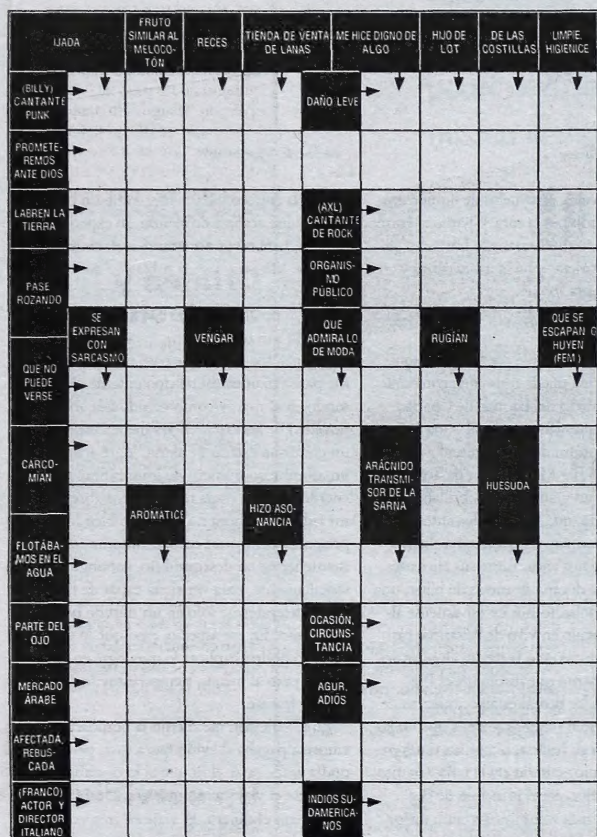 IJADA
FRUTO
SIMILAR AL
MELOCO-
TÓN
RECES
TIENDA DE VENTA
DE LANAS
ME HICE DIGNO DE
ALGO
HIJO DE
LOT
DE LAS
COSTILLAS
LIMPIE,
HIGIENICE
(BILLY)
CANTANTE
PUNK
DAÑO LEVE
PROMETE-
REMOS
ANTE DIOS
LABREN LA
TIERRA
(AXL)
CANTANTE
DE ROCK
PASE
ROZANDO
ORGANIS-
MO
PÚBLICO
SE
EXPRESAN
CON
SARCASMO
VENGAR
QUE
ADMIRA LO
DE MODA
RUGÍAN
QUE SE
ESCAPAN O
HUYEN
(FEM.)
QUE NO
PUEDE
VERSE
CARCO-
MÍAN
ARÁCNIDO
TRANSMI-
SOR DE LA
SARNA
HUESUDA
AROMATICE
HIZO ASO-
NANCIA
FLOTÁBA-
MOS EN EL
AGUA
PARTE DEL
OJO
OCASIÓN,
CIRCUNS-
TANCIA
MERCADO
ÁRABE
AGUR,
ADIÓS
AFECTADA,
REBUS-
CADA
(FRANCO)
ACTOR Y
DIRECTOR
ITALIANO
INDIOS SU-
DAMERICA-
NOS